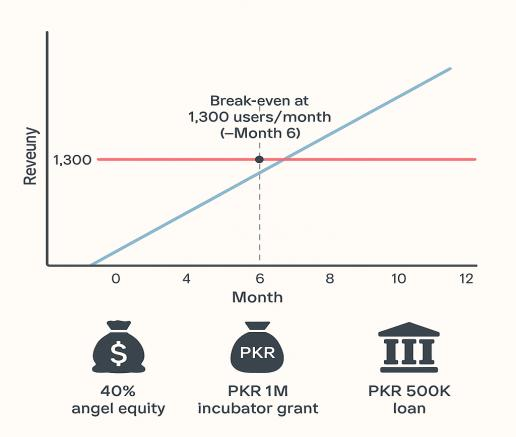 Break-even at
1,300 users/month
(–Month 6)
Reveuny
1,300
0 4 6 8 10 12
Month
$
PKR
40%
angel equity
PKR 1M
incubator grant
PKR 500K
loan